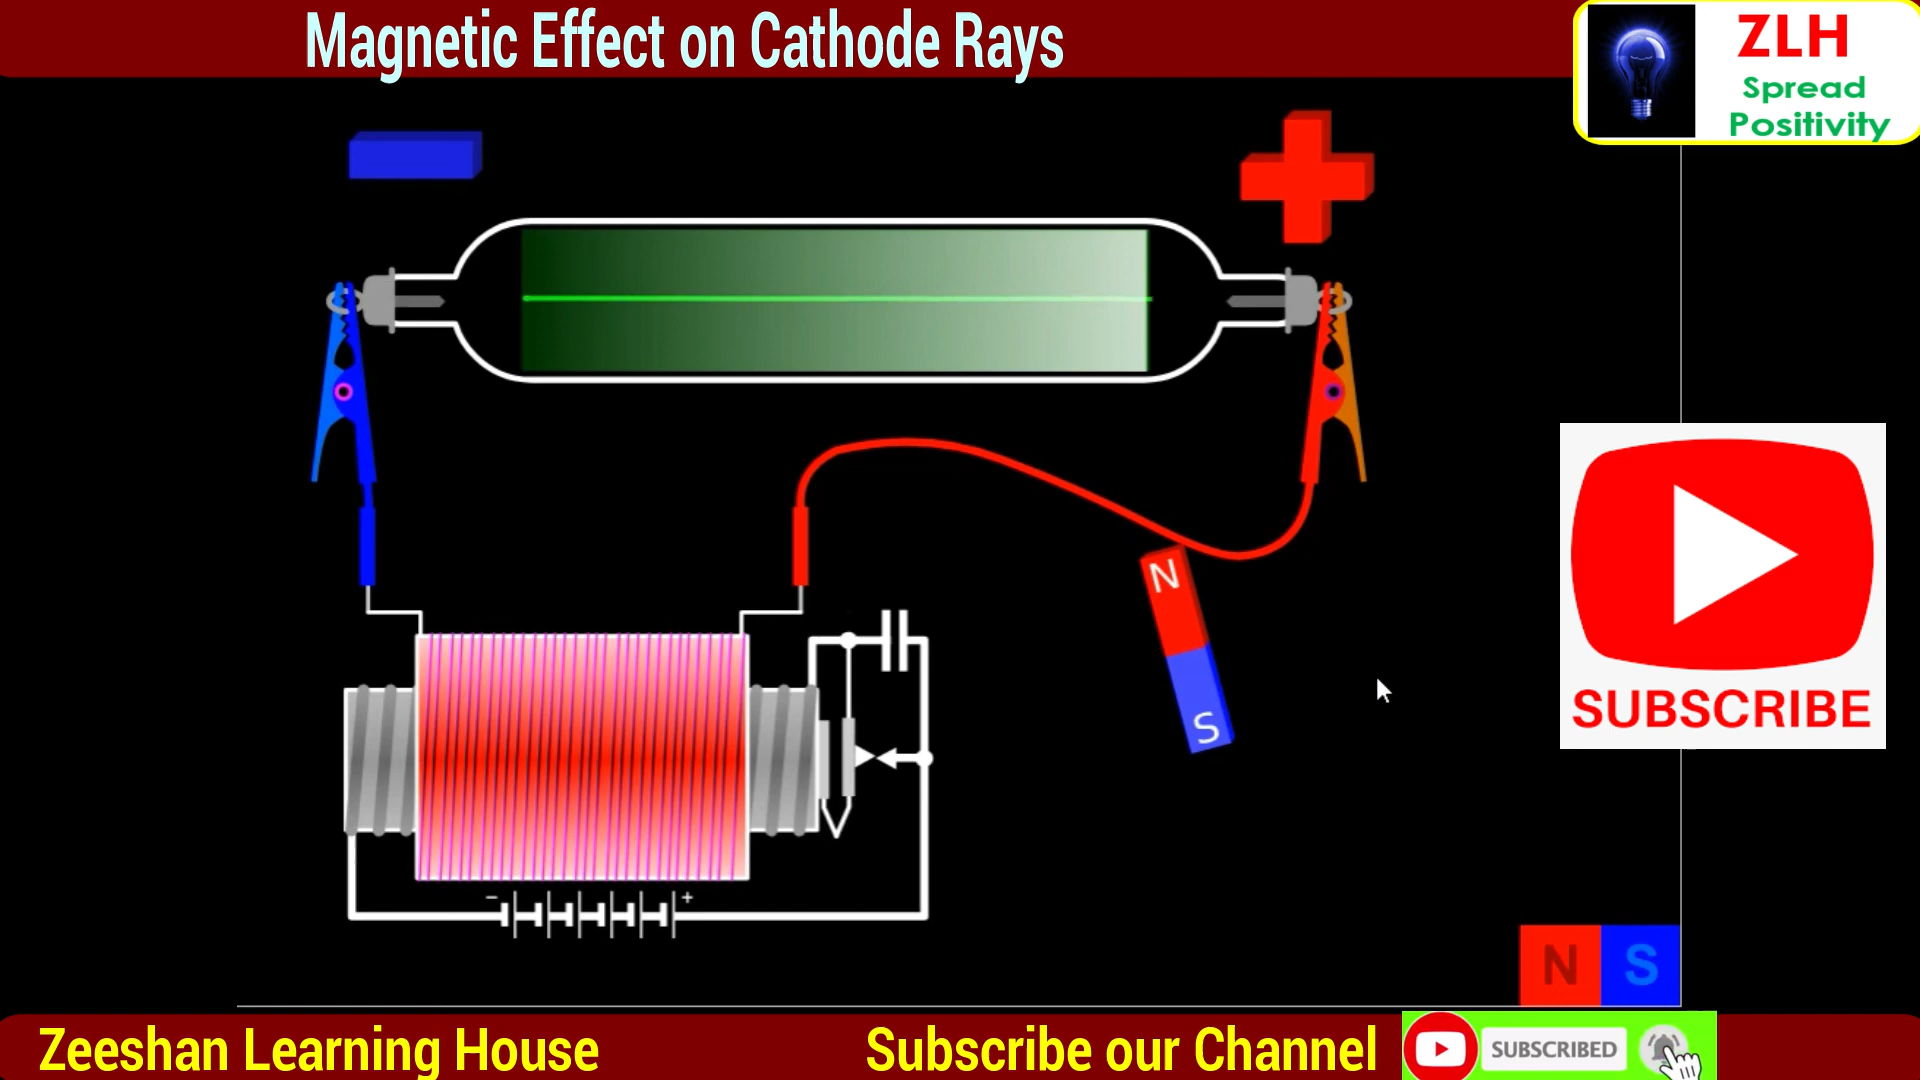 Magnetic Effect on Cathode Rays
ZLH
Spread
Positivity
N
S
SUBSCRIBE
- +
N S
Zeeshan Learning House
Subscribe our Channel
SUBSCRIBED